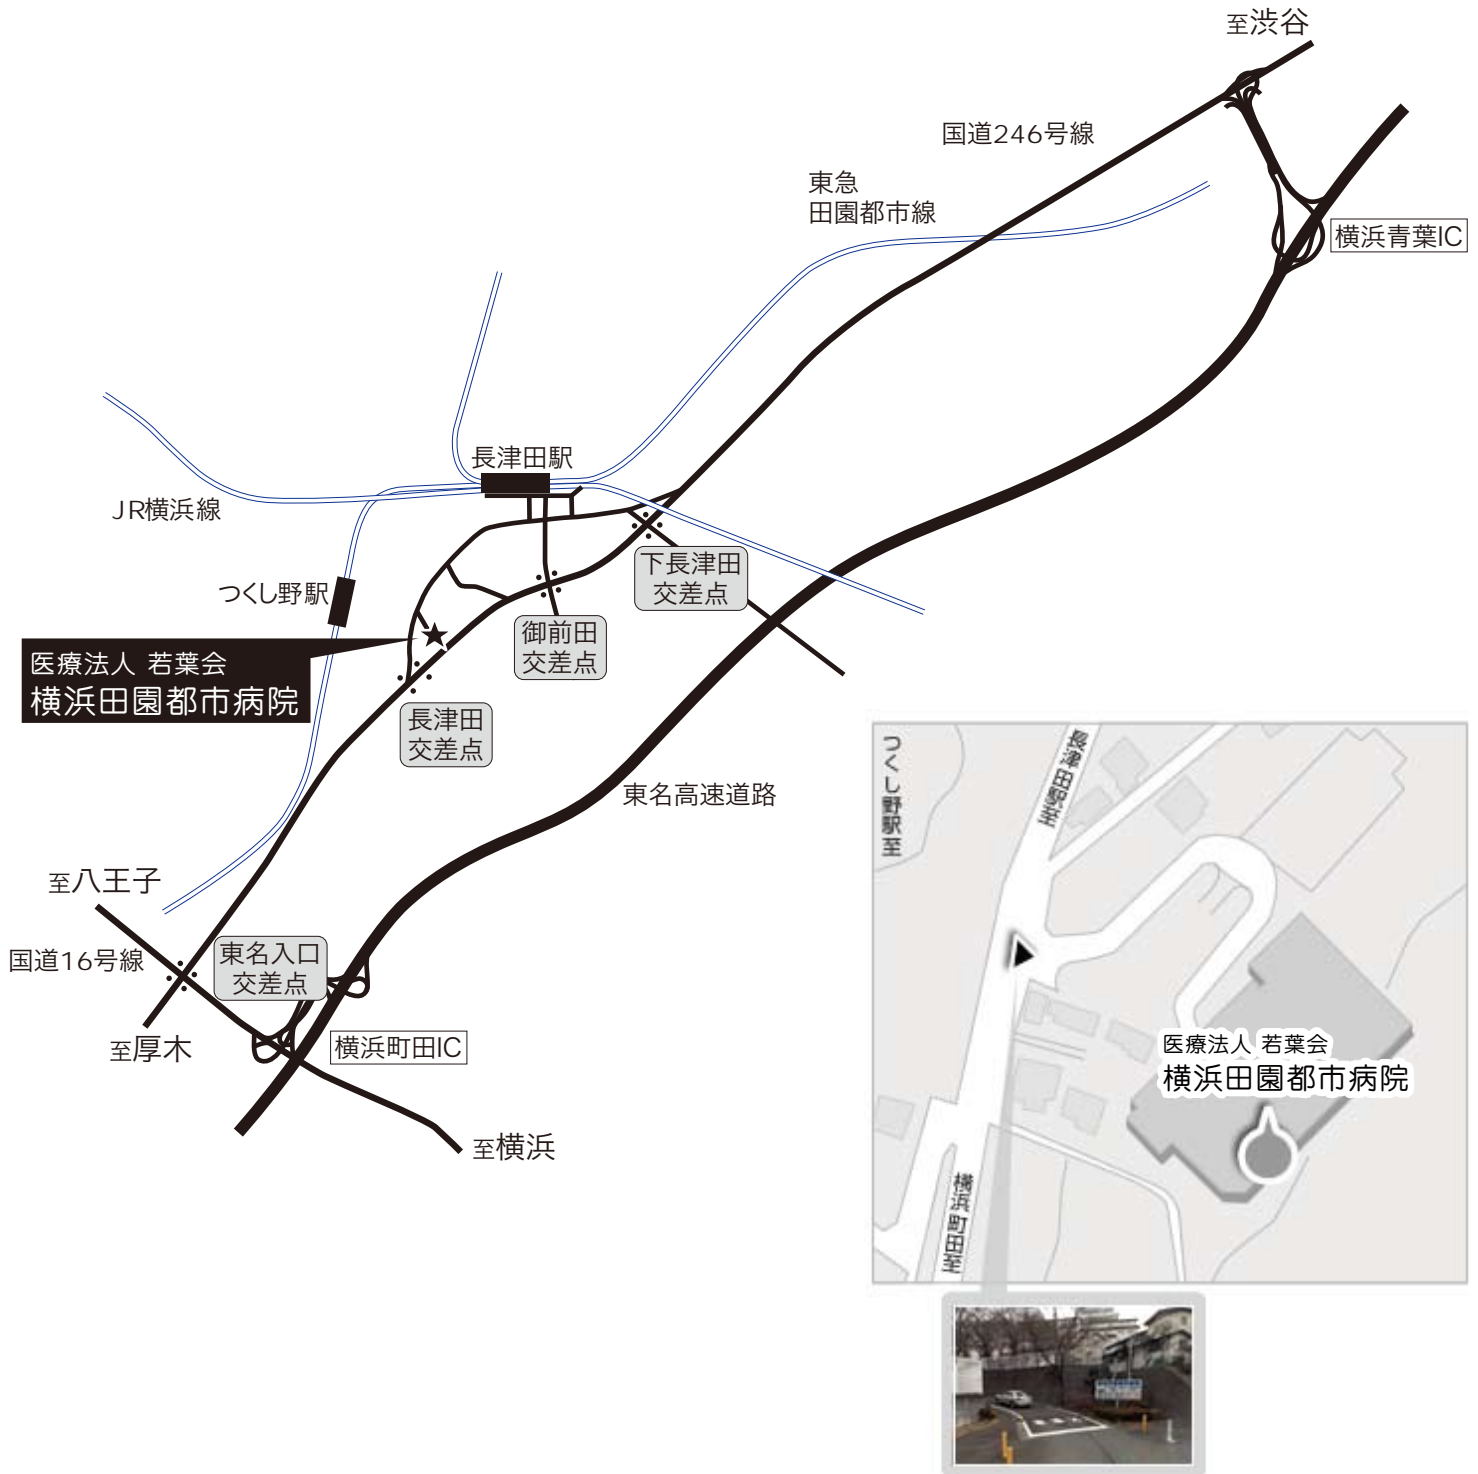 至渋谷
国道246号線
東急
田園都市線
横浜青葉IC
長津田駅
JR横浜線
つくし野駅
下長津田
交差点
御前田
交差点
医療法人 若葉会
横浜田園都市病院
長津田
交差点
東名高速道路
至八王子
国道16号線
東名入口
交差点
至厚木
横浜町田IC
至横浜
つくし野駅至
長津田駅至
医療法人 若葉会
横浜田園都市病院
横浜町田至